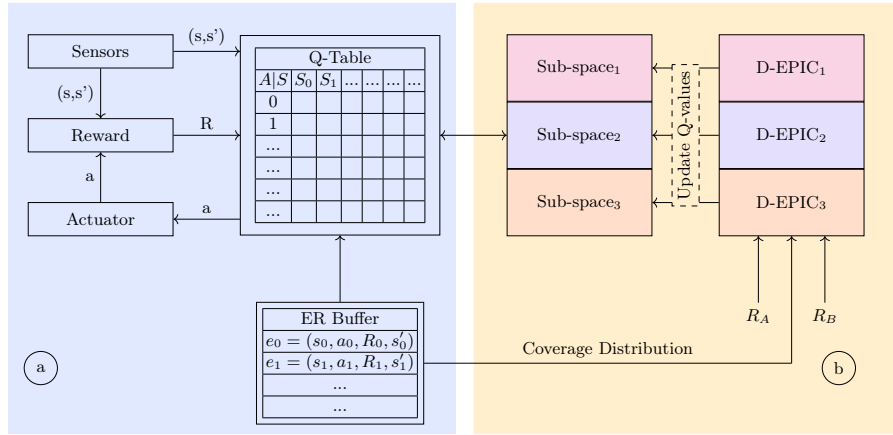 Sensors
(s,s')
(s,s')
Reward
R
a
Actuator
a
Q-Table
A|S S₀ S₁ ... ... ... ...
0
1
...
...
...
...
ER Buffer
e₀ = (s₀, a₀, R₀, s′₀)
e₁ = (s₁, a₁, R₁, s′₁)
...
...
a
Sub-space₁
Sub-space₂
Sub-space₃
Update Q-values
D-EPIC₁
D-EPIC₂
D-EPIC₃
R_A
R_B
Coverage Distribution
b